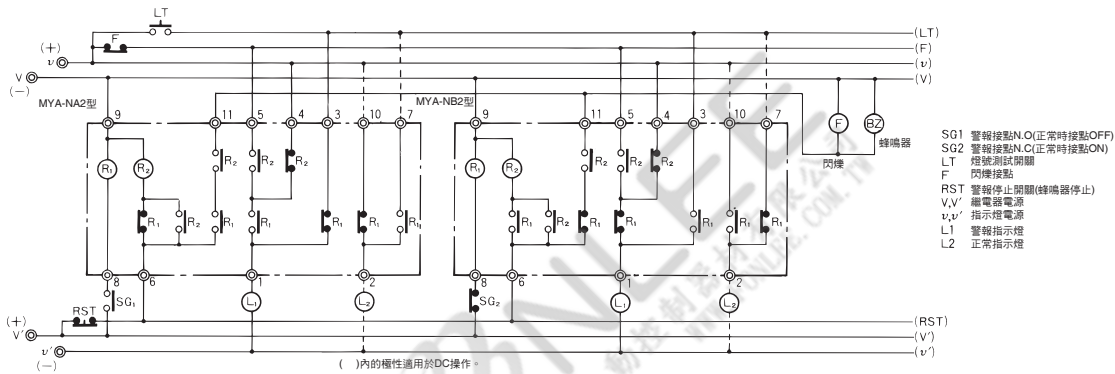 LT
(LT)
F
(F)
(+)
υ
(υ)
V
(V)
(−)
MYA-NA2型
9 11 5 4 3 10 7
MYA-NB2型
9 11 5 4 3 10 7
F
BZ
蜂鳴器
閃爍
R1 R2 R2 R2 R2
R1 R2 R2 R2 R2
R1 R2 R1 R1 R1 R1 R1
R1 R2 R1 R1 R1 R1 R1
8 6 1 2
8 6 1 2
SG1 L1 L2
SG2 L1 L2
RST
(RST)
(+)
V′
(V′)
υ′
(υ′)
(−)
( )內的極性適用於DC操作。
SG1 警報接點N.O(正常時接點OFF)
SG2 警報接點N.C(正常時接點ON)
LT 燈號測試開關
F 閃爍接點
RST 警報停止開關(蜂鳴器停止)
V,V′ 繼電器電源
υ,υ′ 指示燈電源
L1 警報指示燈
L2 正常指示燈